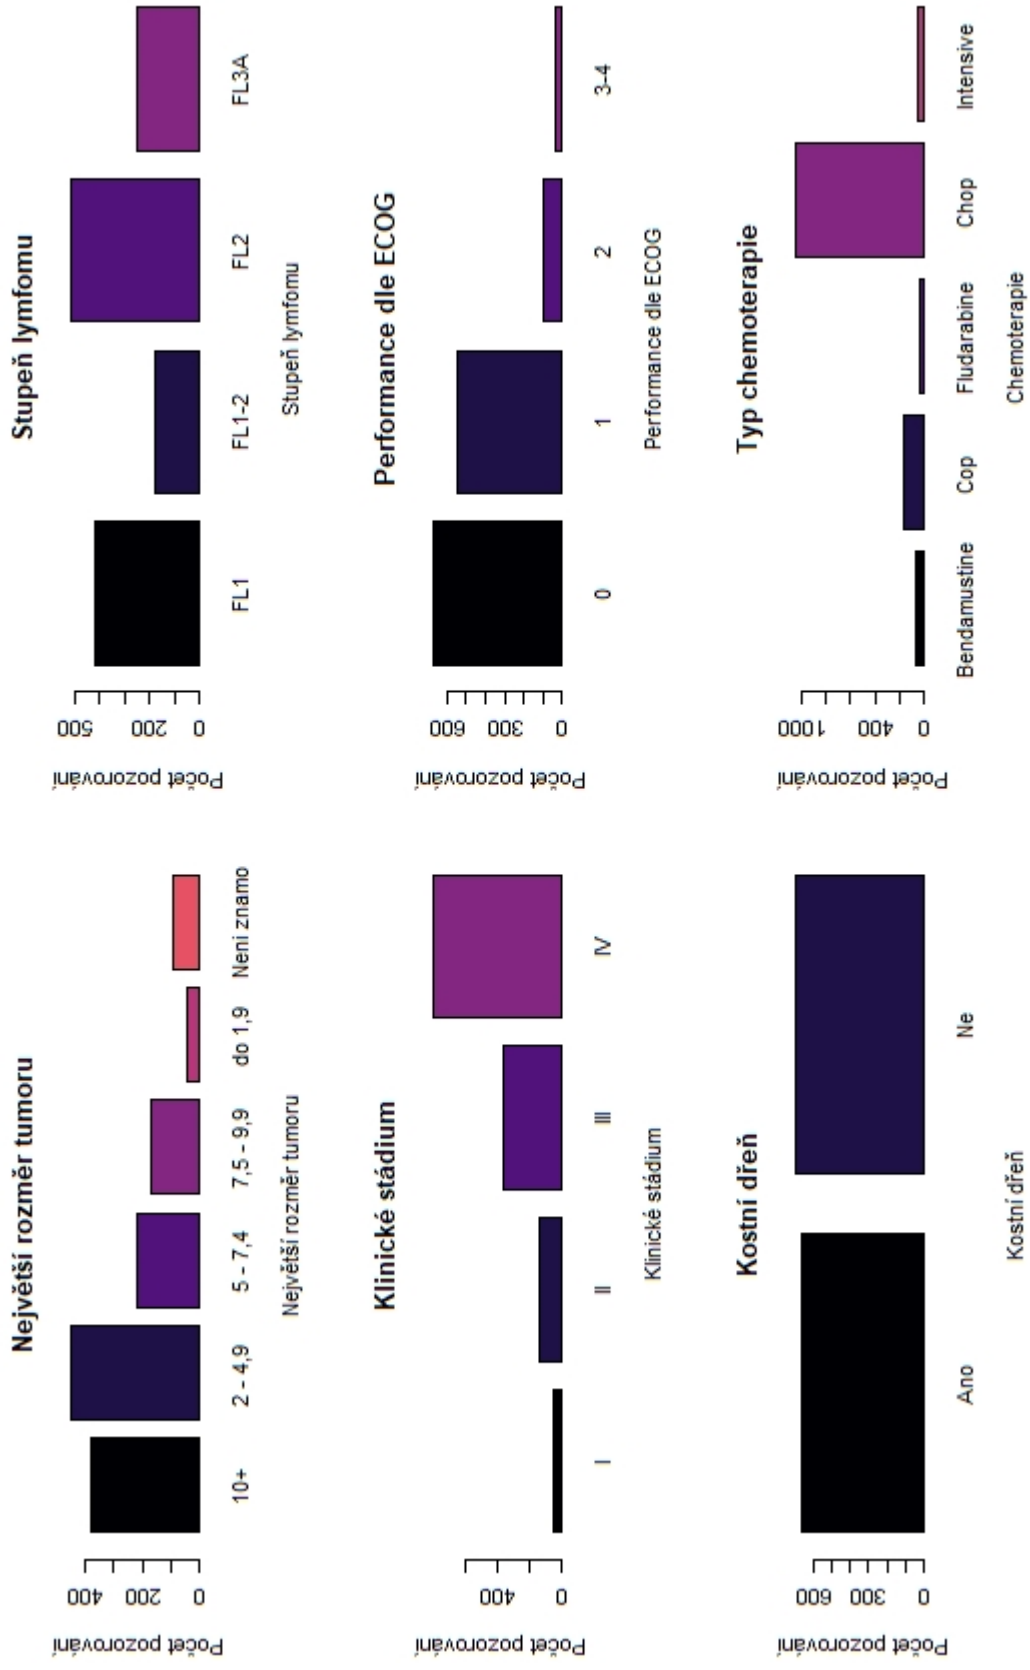 Největší rozměr tumoru
Počet pozorování
0 200 400
10+ 2 - 4,9 5 - 7,4 7,5 - 9,9 do 1,9 Neni znamo
Největší rozměr tumoru
Stupeň lymfomu
Počet pozorování
0 200 500
FL1 FL1-2 FL2 FL3A
Stupeň lymfomu
Klinické stádium
Počet pozorování
0 400
I II III IV
Klinické stádium
Performance dle ECOG
Počet pozorování
0 300 600
0 1 2 3-4
Performance dle ECOG
Kostní dřeň
Počet pozorování
0 300 600
Ano Ne
Kostní dřeň
Typ chemoterapie
Počet pozorování
0 400 1000
Bendamustine Cop Fludarabine Chop Intensive
Chemoterapie